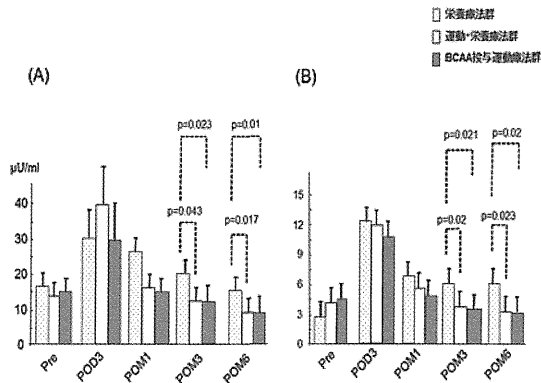 栄養療法群
運動+栄養療法群
BCAA投与運動療法群
(A)
(B)
p=0.023
p=0.01
p=0.021
p=0.02
μU/ml
p=0.043
p=0.017
p=0.02
p=0.023
40
30
20
10
0
15
12
9
6
3
0
Pre
POD3
POM1
POM3
POM6
Pre
POD3
POM1
POM3
POM6